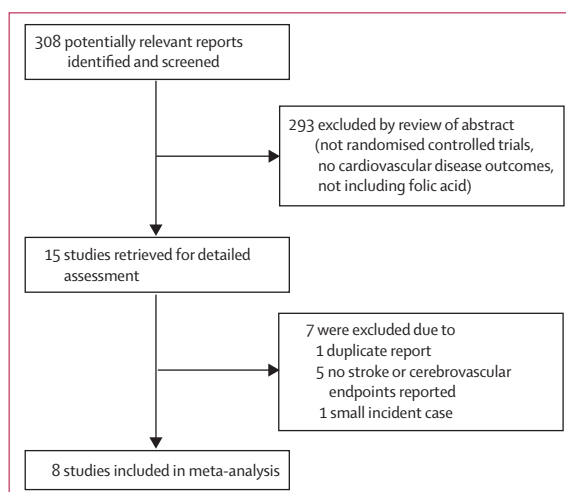 308 potentially relevant reports
identified and screened
293 excluded by review of abstract
(not randomised controlled trials,
no cardiovascular disease outcomes,
not including folic acid)
15 studies retrieved for detailed
assessment
7 were excluded due to
1 duplicate report
5 no stroke or cerebrovascular
endpoints reported
1 small incident case
8 studies included in meta-analysis